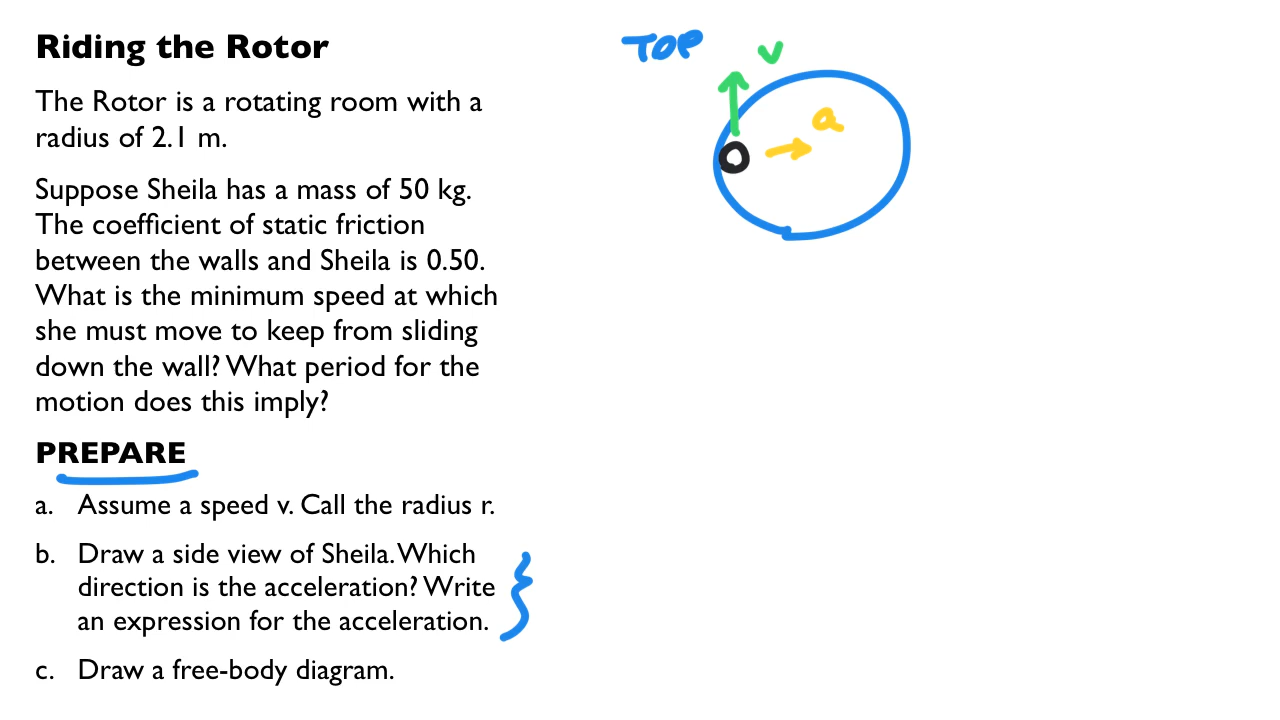 Riding the Rotor
The Rotor is a rotating room with a
radius of 2.1 m.
Suppose Sheila has a mass of 50 kg.
The coefficient of static friction
between the walls and Sheila is 0.50.
What is the minimum speed at which
she must move to keep from sliding
down the wall? What period for the
motion does this imply?
PREPARE
a. Assume a speed v. Call the radius r.
b. Draw a side view of Sheila. Which
direction is the acceleration? Write
an expression for the acceleration.
c. Draw a free-body diagram.
TOP
v
a